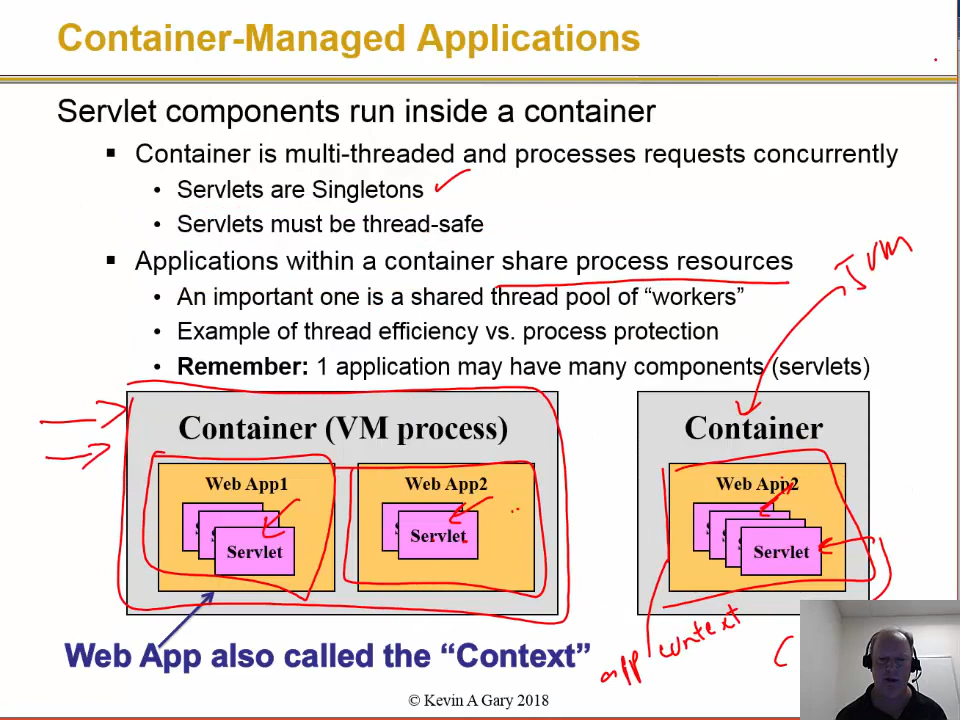 Container-Managed Applications
Servlet components run inside a container
▪ Container is multi-threaded and processes requests concurrently
• Servlets are Singletons
• Servlets must be thread-safe
▪ Applications within a container share process resources
• An important one is a shared thread pool of “workers”
• Example of thread efficiency vs. process protection
• Remember: 1 application may have many components (servlets)
JVM
Container (VM process)
Web App1
Servlet
Web App2
Servlet
Container
Web App2
Servlet
app context
Web App also called the “Context”
© Kevin A Gary 2018